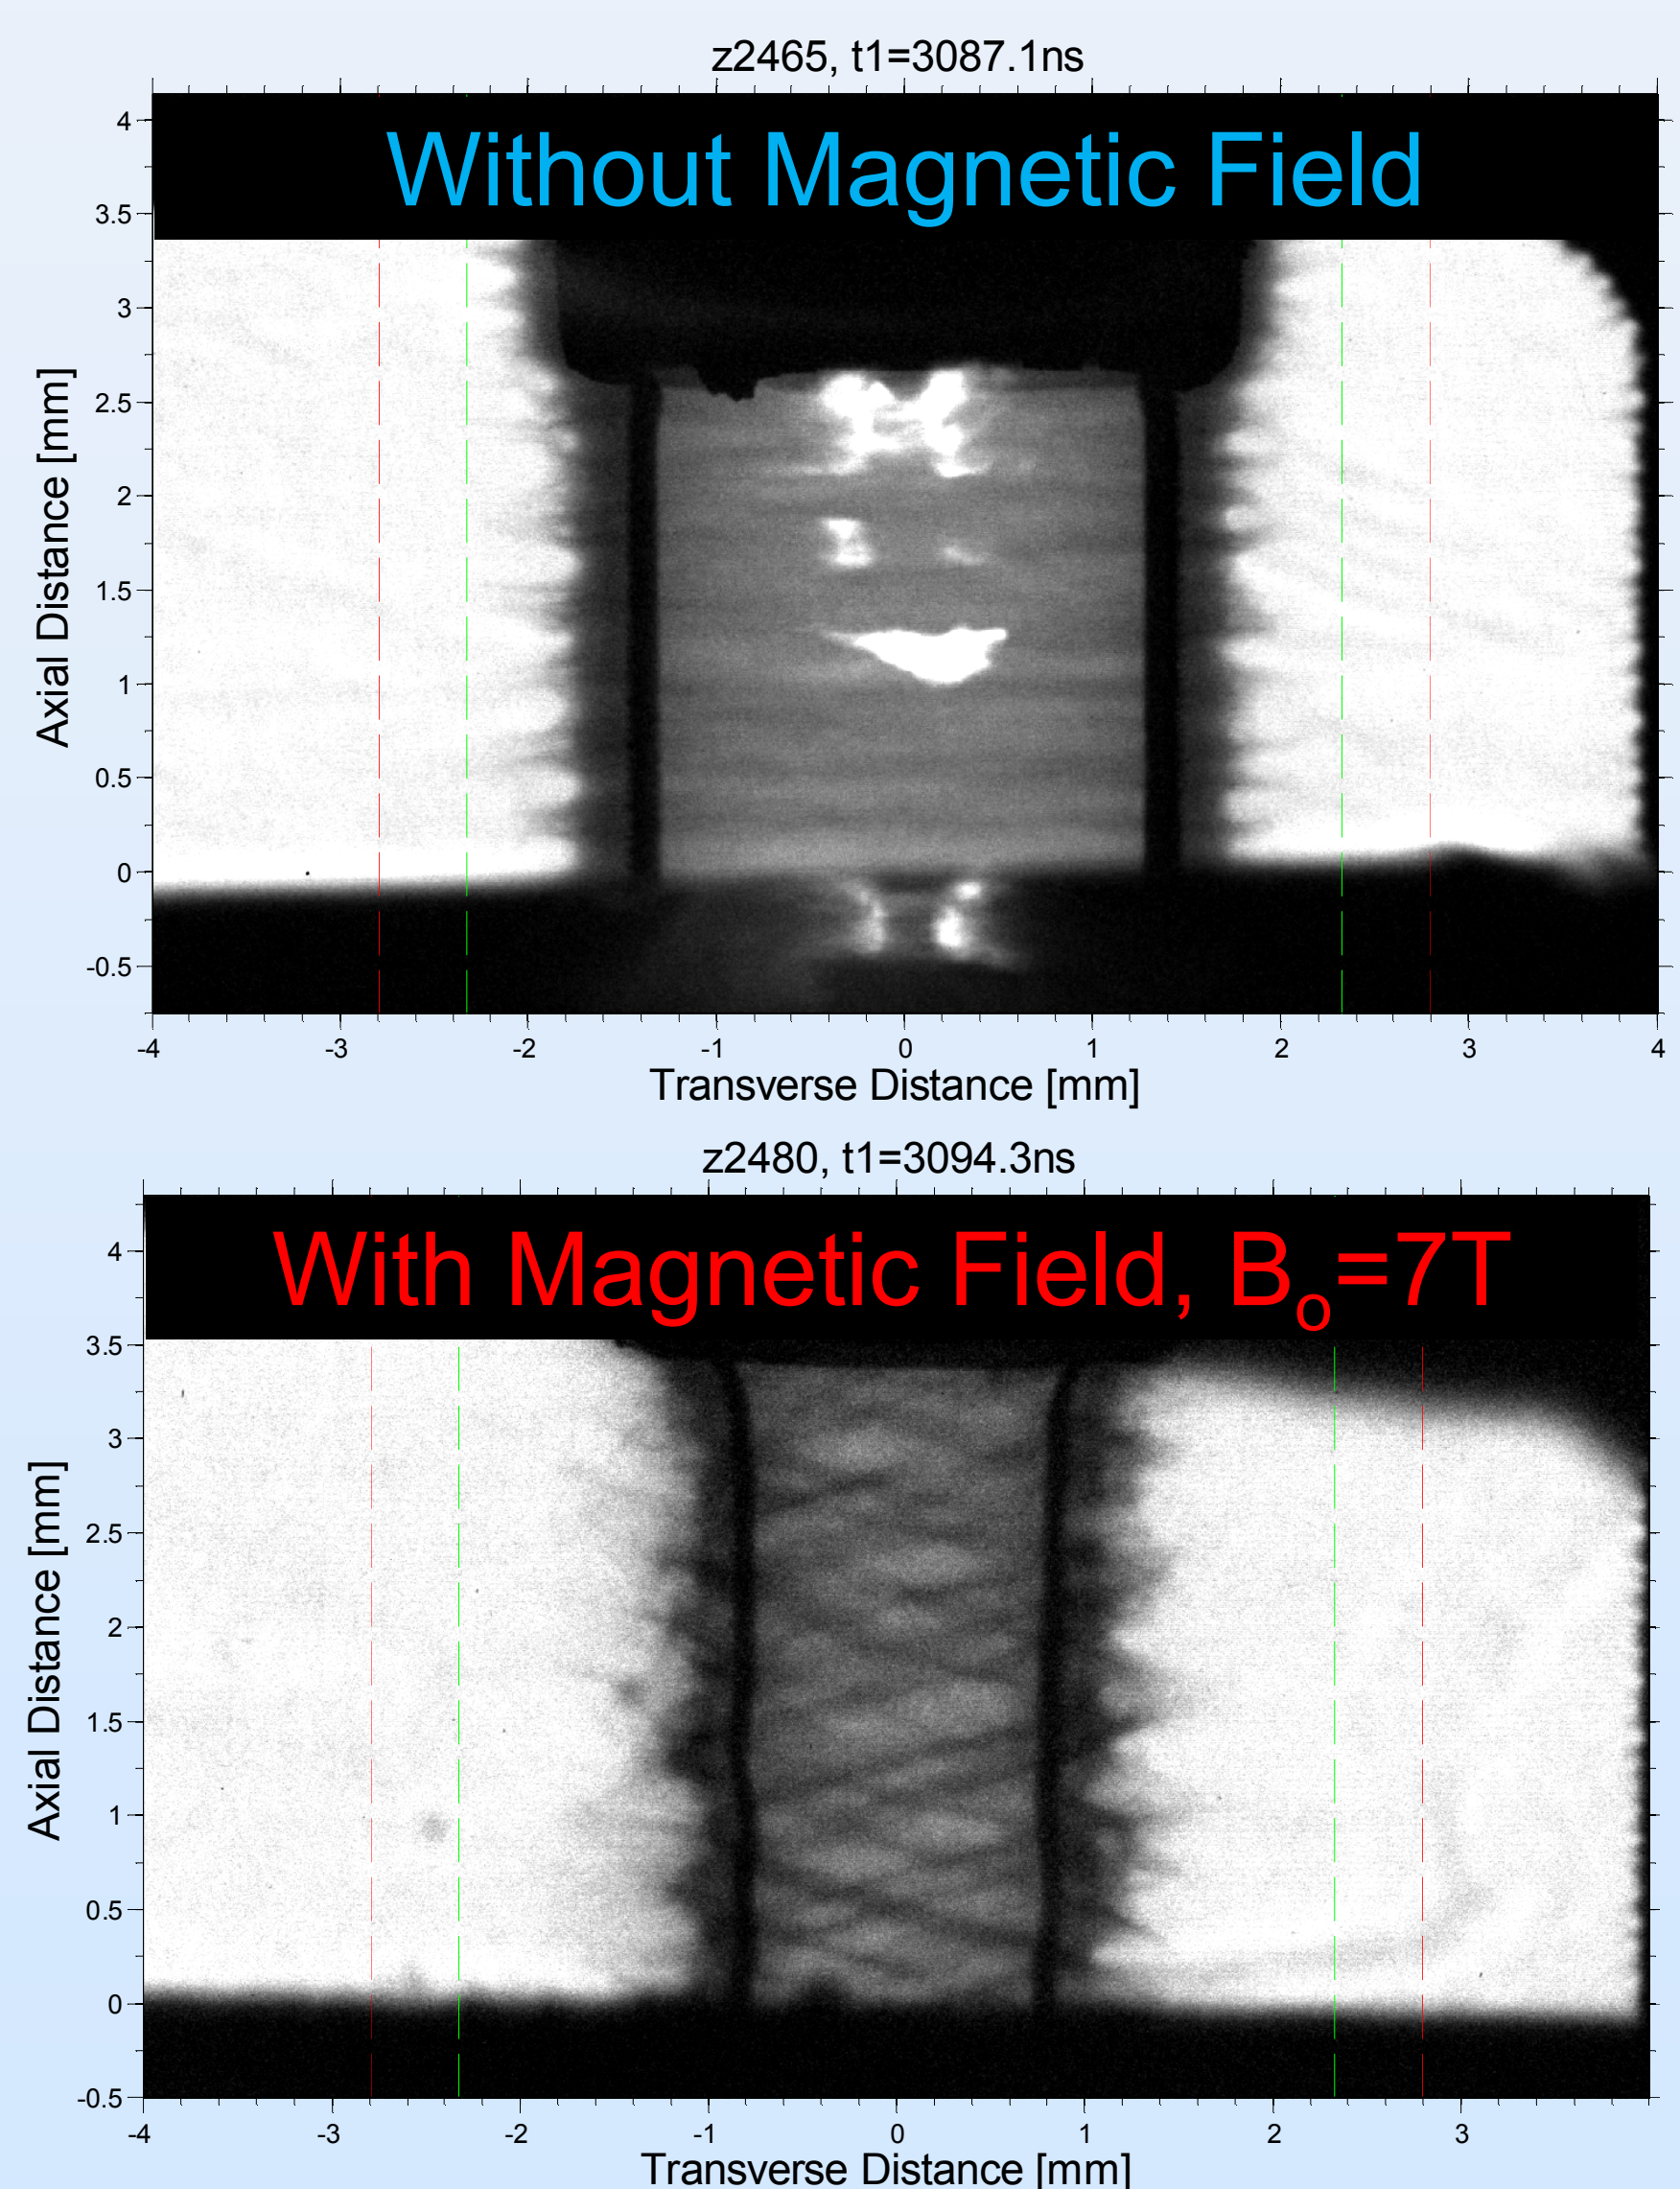 z2465, t1=3087.1ns
Without Magnetic Field
4
3.5
3
2.5
2
1.5
1
0.5
0
-0.5
Axial Distance [mm]
-4 -3 -2 -1 0 1 2 3 4
Transverse Distance [mm]
z2480, t1=3094.3ns
With Magnetic Field, Bo=7T
4
3.5
3
2.5
2
1.5
1
0.5
0
-0.5
Axial Distance [mm]
-4 -3 -2 -1 0 1 2 3
Transverse Distance [mm]